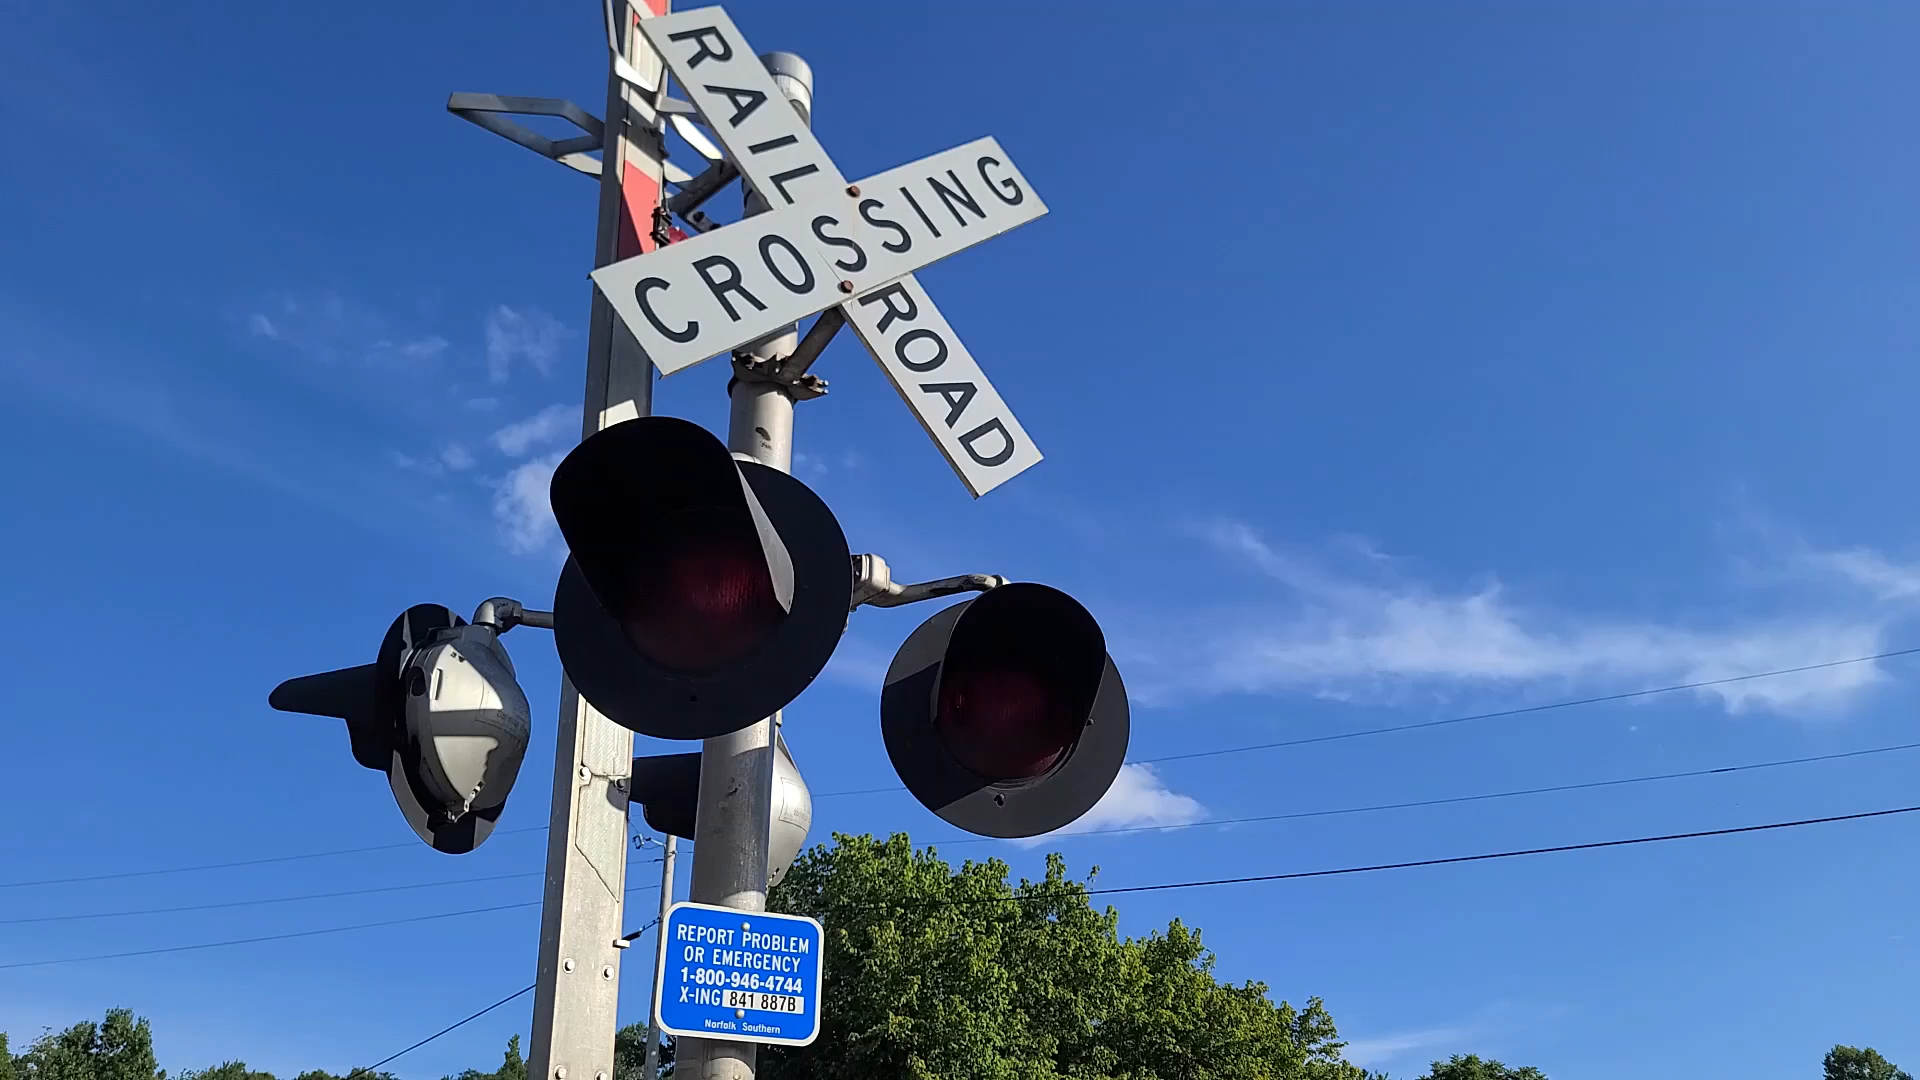 RAILROAD
CROSSING
REPORT PROBLEM
OR EMERGENCY
1-800-946-4744
X-ING 841 887B
Norfolk Southern